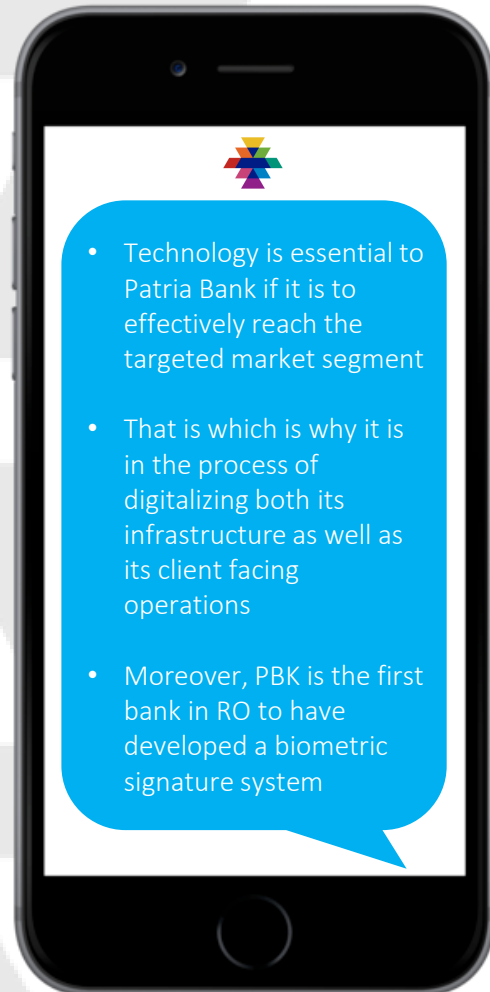 • Technology is essential to
Patria Bank if it is to
effectively reach the
targeted market segment
• That is which is why it is
in the process of
digitalizing both its
infrastructure as well as
its client facing
operations
• Moreover, PBK is the first
bank in RO to have
developed a biometric
signature system